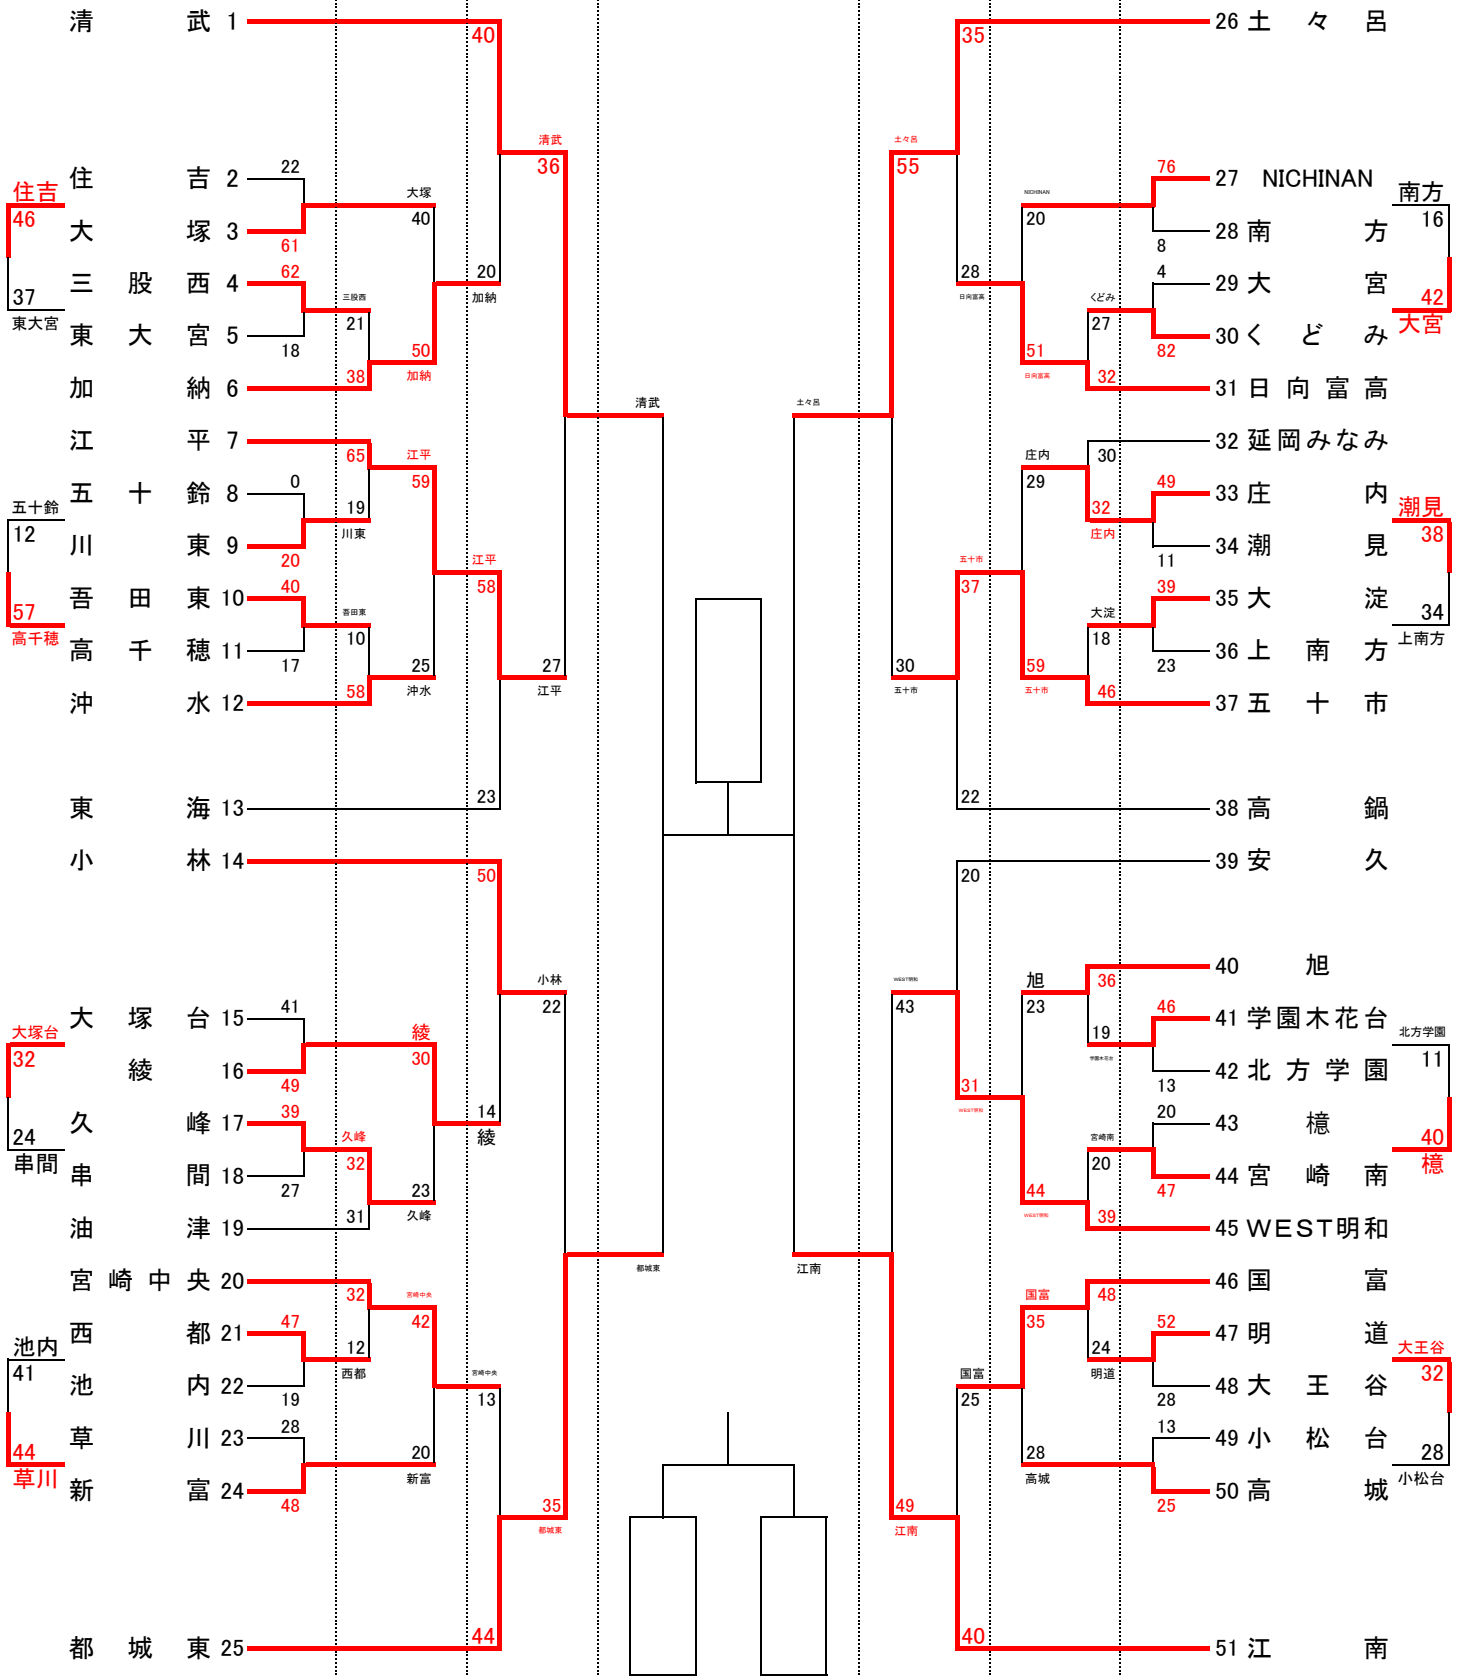 清武 1
40
35
26 土々呂
清武
36
土々呂
55
住吉
46
37
東大宮
住吉 2
22
大塚 3
61
大塚
40
三股西 4
62
三股西
21
東大宮 5
18
加納 6
38
50
加納
20
加納
NICHINAN
20
76
27 NICHINAN
8
28 南方
南方
16
42
大宮
4
29 大宮
くどみ
27
82
30 くどみ
28
日向富高
51
日向富高
32
31 日向富高
清武
土々呂
江平 7
65
江平
59
五十鈴
12
57
高千穂
五十鈴 8
0
19
川東
川東 9
20
吾田東 10
40
吾田東
10
高千穂 11
17
沖水 12
58
25
沖水
江平
58
27
江平
東海 13
23
32 延岡みなみ
30
庄内
29
32
庄内
49
33 庄内
11
34 潮見
潮見
38
34
上南方
39
35 大淀
大淀
18
23
36 上南方
五十市
37
59
五十市
46
37 五十市
30
五十市
22
38 高鍋
小林 14
50
小林
22
20
39 安久
大塚台
32
24
串間
大塚台 15
41
綾 16
49
綾
30
久峰 17
39
久峰
32
串間 18
27
油津 19
31
23
久峰
14
綾
WEST明和
43
旭
23
36
40 旭
46
41 学園木花台
19
学園木花台
13
42 北方学園
北方学園
11
40
檍
31
WEST明和
20
43 檍
宮崎南
20
47
44 宮崎南
44
WEST明和
39
45 WEST明和
都城東
江南
宮崎中央 20
32
宮崎中央
42
池内
41
44
草川
西都 21
47
12
西都
池内 22
19
宮崎中央
13
草川 23
28
20
新富
新富 24
48
35
都城東
都城東 25
44
46 国富
48
国富
35
52
47 明道
24
明道
28
48 大王谷
大王谷
32
28
小松台
国富
25
13
49 小松台
28
高城
25
50 高城
49
江南
40
51 江南